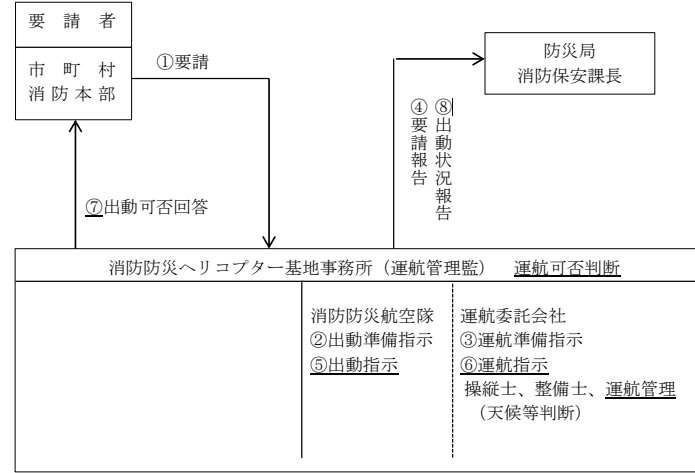 要　請　者
市　町　村
消 防 本 部
①要請
防災局
消防保安課長
④要請報告
⑧出動状況報告
⑦出動可否回答
消防防災ヘリコプター基地事務所（運航管理監）　運航可否判断
消防防災航空隊
②出動準備指示
⑤出動指示
運航委託会社
③運航準備指示
⑥運航指示
操縦士、整備士、運航管理
（天候等判断）